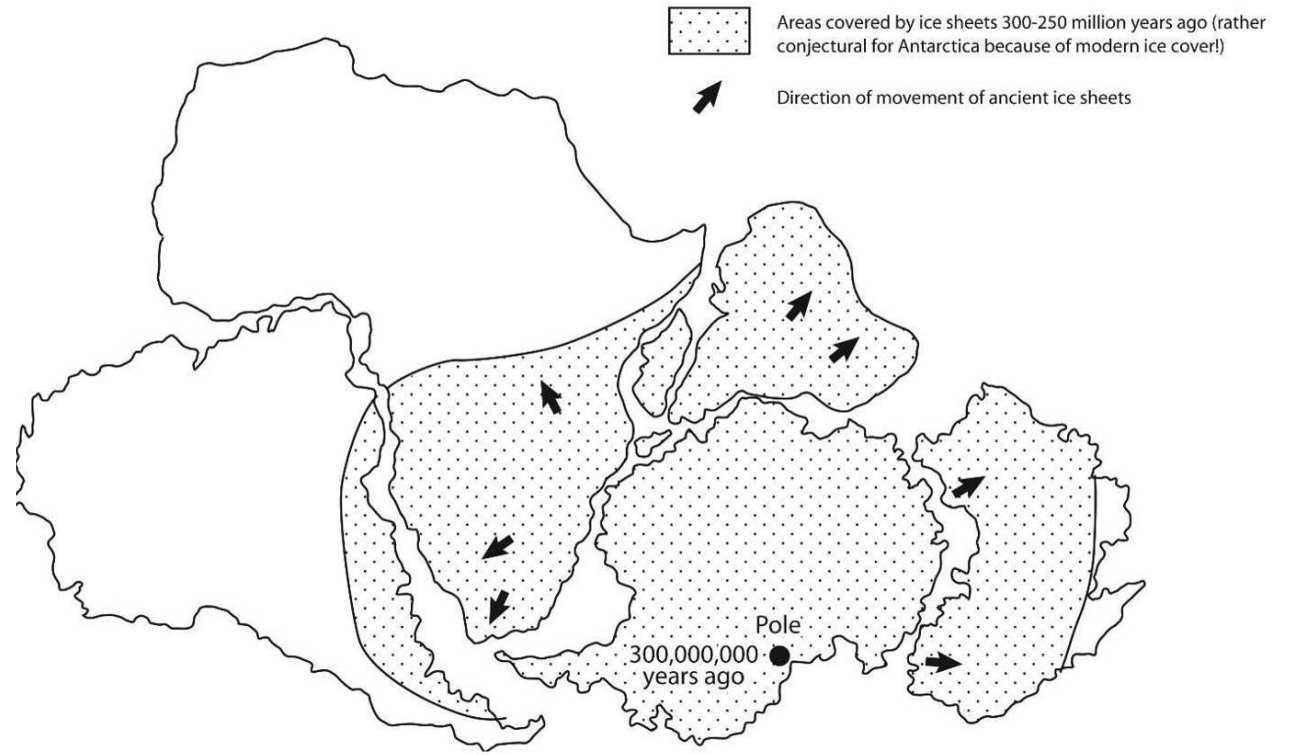 Areas covered by ice sheets 300-250 million years ago (rather
conjectural for Antarctica because of modern ice cover!)
Direction of movement of ancient ice sheets
Pole
300,000,000
years ago